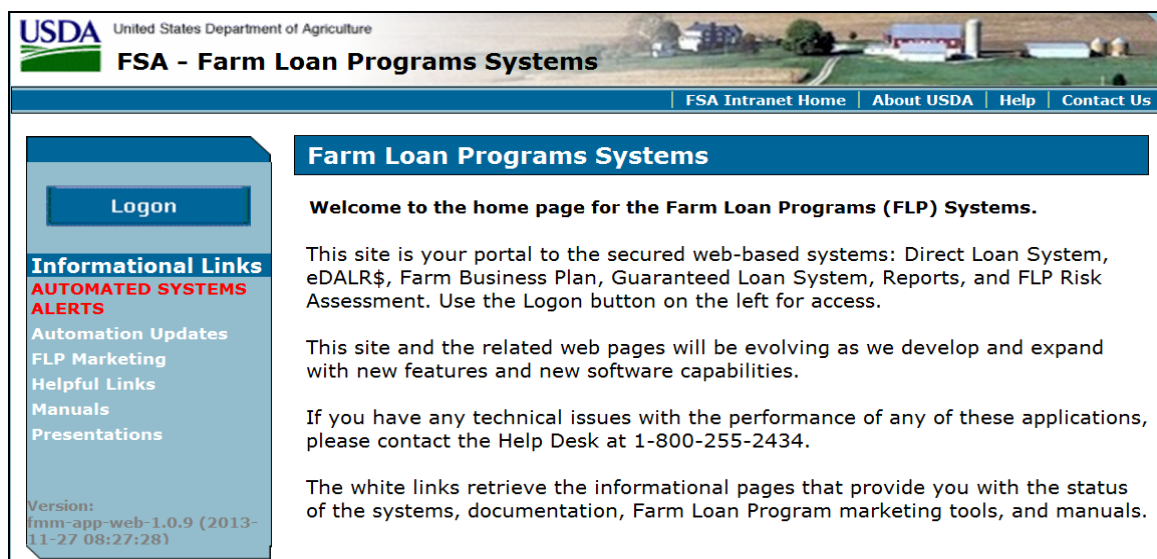 USDA United States Department of Agriculture
FSA - Farm Loan Programs Systems
FSA Intranet Home | About USDA | Help | Contact Us
Logon
Informational Links
AUTOMATED SYSTEMS
ALERTS
Automation Updates
FLP Marketing
Helpful Links
Manuals
Presentations
Version:
fmm-app-web-1.0.9 (2013-
11-27 08:27:28)
Farm Loan Programs Systems
Welcome to the home page for the Farm Loan Programs (FLP) Systems.
This site is your portal to the secured web-based systems: Direct Loan System,
eDALR$, Farm Business Plan, Guaranteed Loan System, Reports, and FLP Risk
Assessment. Use the Logon button on the left for access.
This site and the related web pages will be evolving as we develop and expand
with new features and new software capabilities.
If you have any technical issues with the performance of any of these applications,
please contact the Help Desk at 1-800-255-2434.
The white links retrieve the informational pages that provide you with the status
of the systems, documentation, Farm Loan Program marketing tools, and manuals.